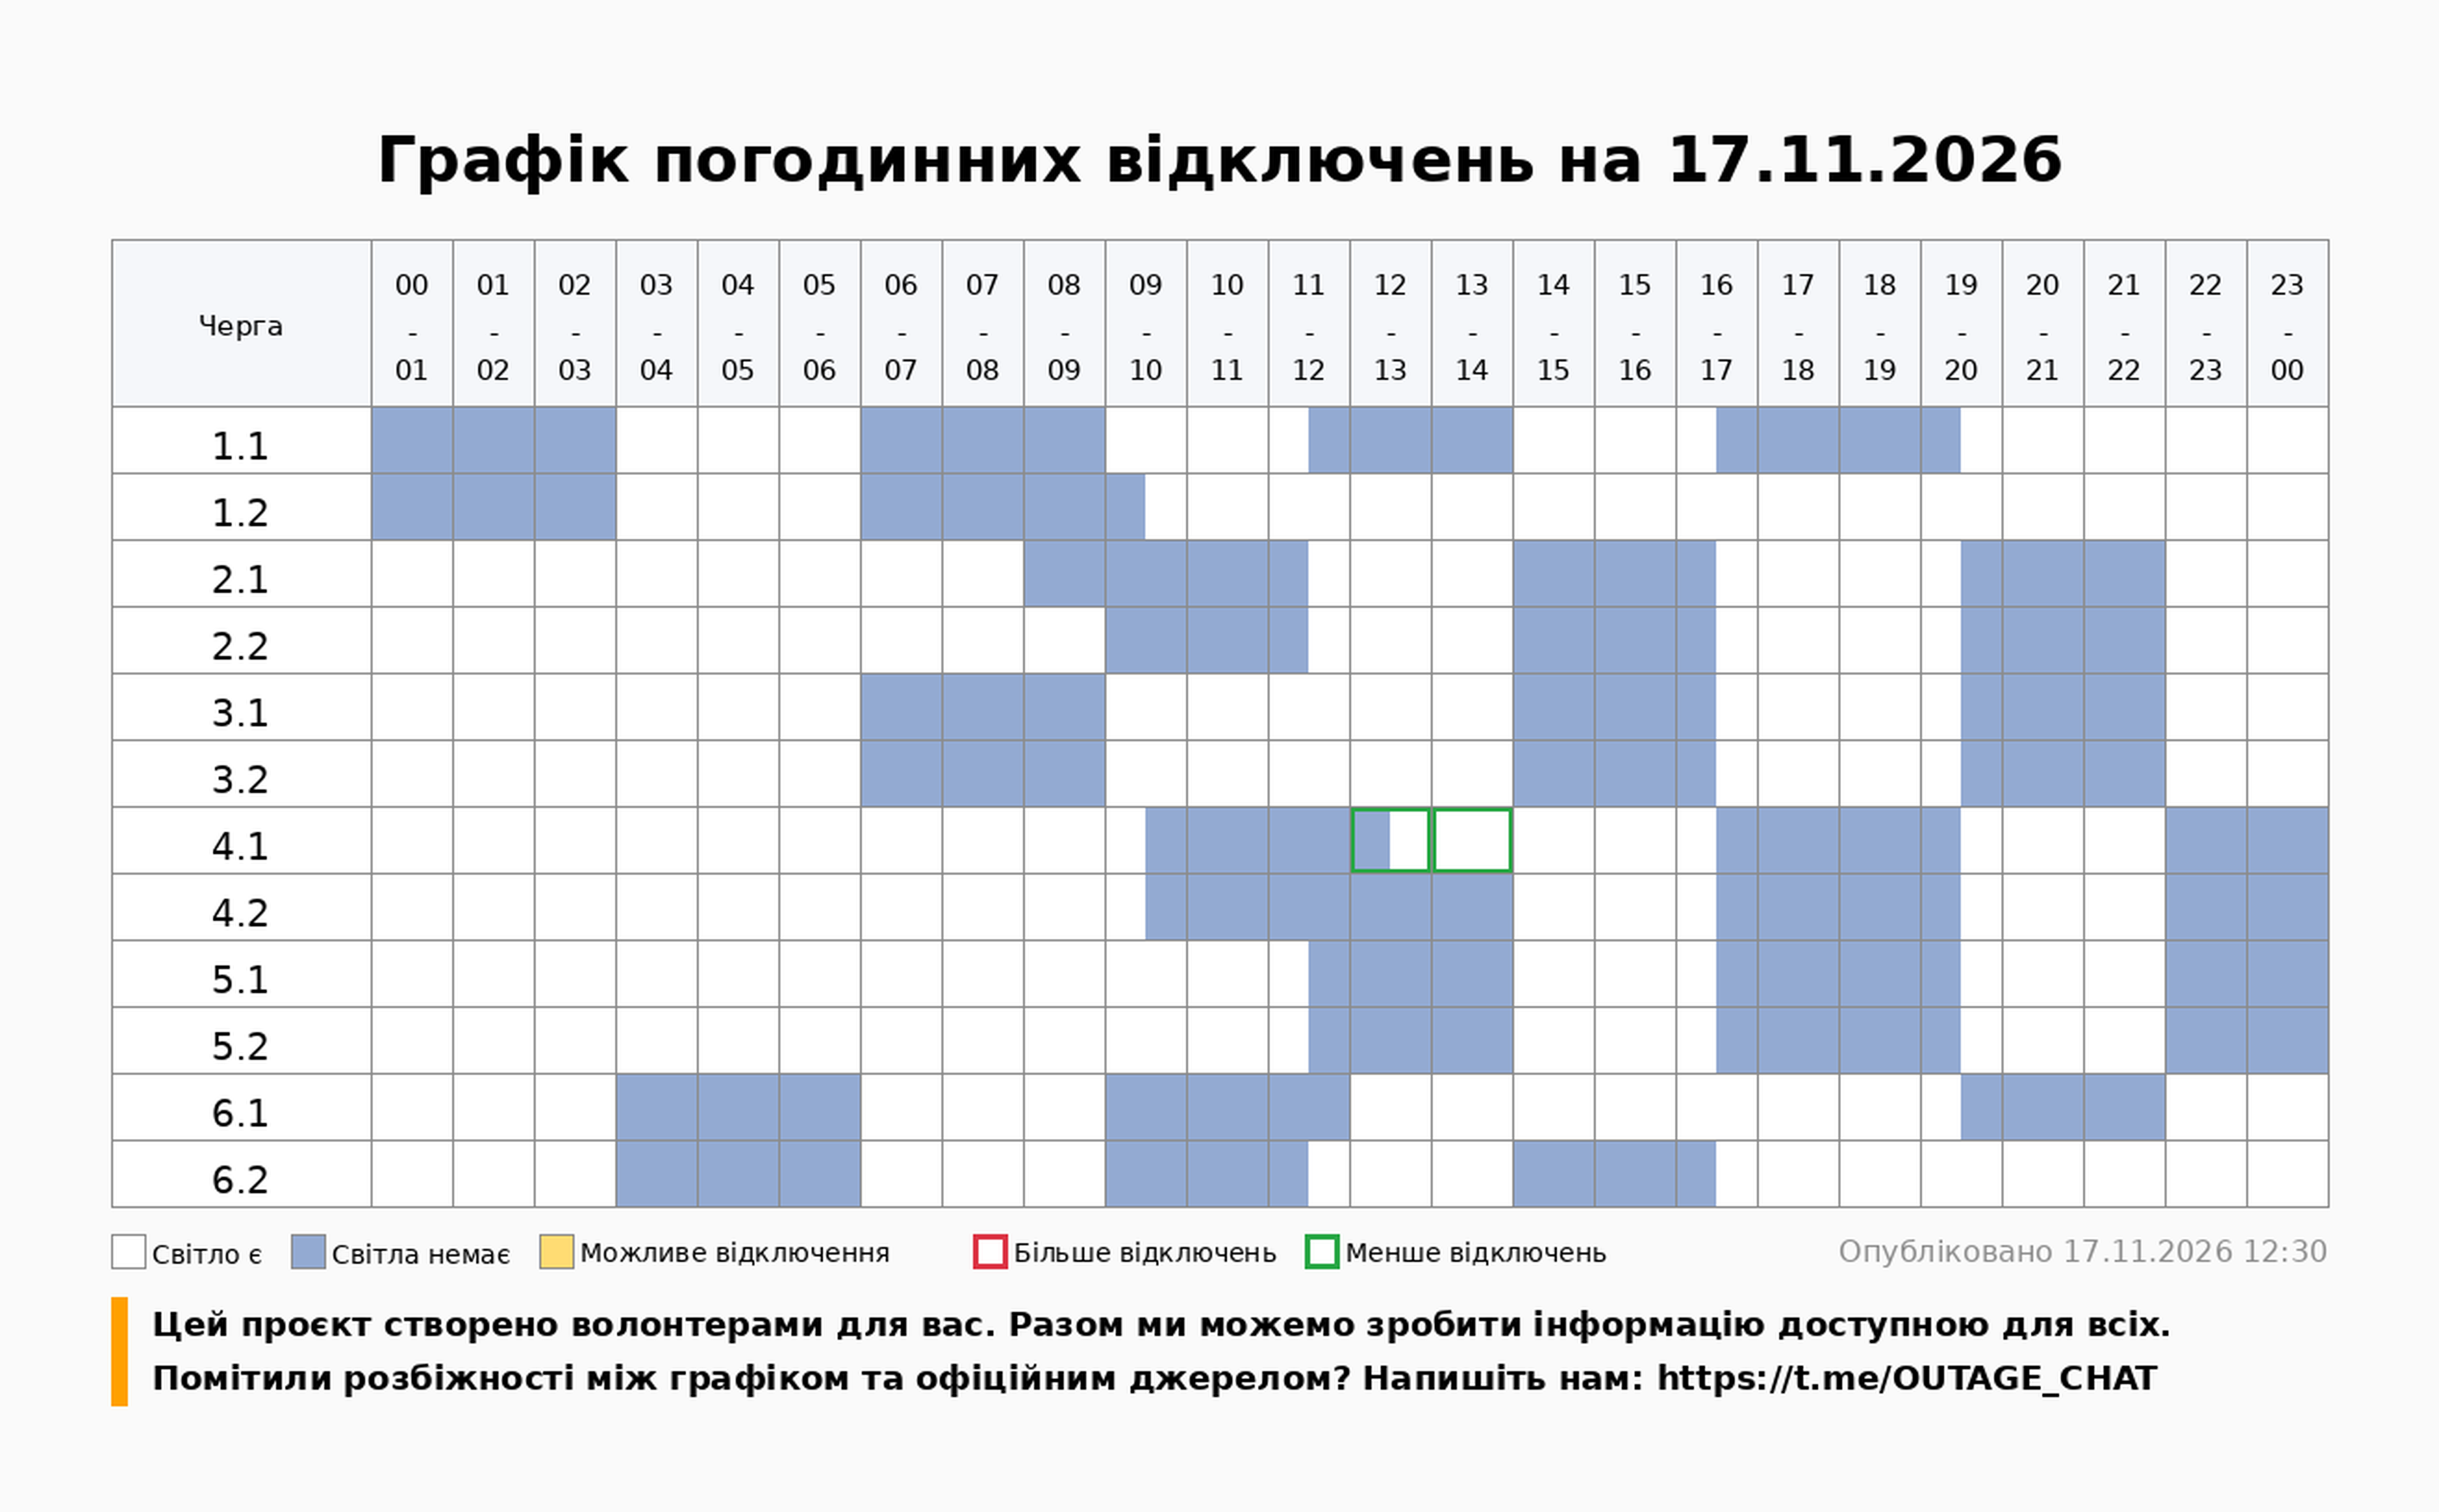 Графік погодинних відключень на 17.11.2026
Черга
00 - 01
01 - 02
02 - 03
03 - 04
04 - 05
05 - 06
06 - 07
07 - 08
08 - 09
09 - 10
10 - 11
11 - 12
12 - 13
13 - 14
14 - 15
15 - 16
16 - 17
17 - 18
18 - 19
19 - 20
20 - 21
21 - 22
22 - 23
23 - 00
1.1
1.2
2.1
2.2
3.1
3.2
4.1
4.2
5.1
5.2
6.1
6.2
Світло є
Світла немає
Можливе відключення
Більше відключень
Менше відключень
Опубліковано 17.11.2026 12:30
Цей проєкт створено волонтерами для вас. Разом ми можемо зробити інформацію доступною для всіх.
Помітили розбіжності між графіком та офіційним джерелом? Напишіть нам: https://t.me/OUTAGE_CHAT